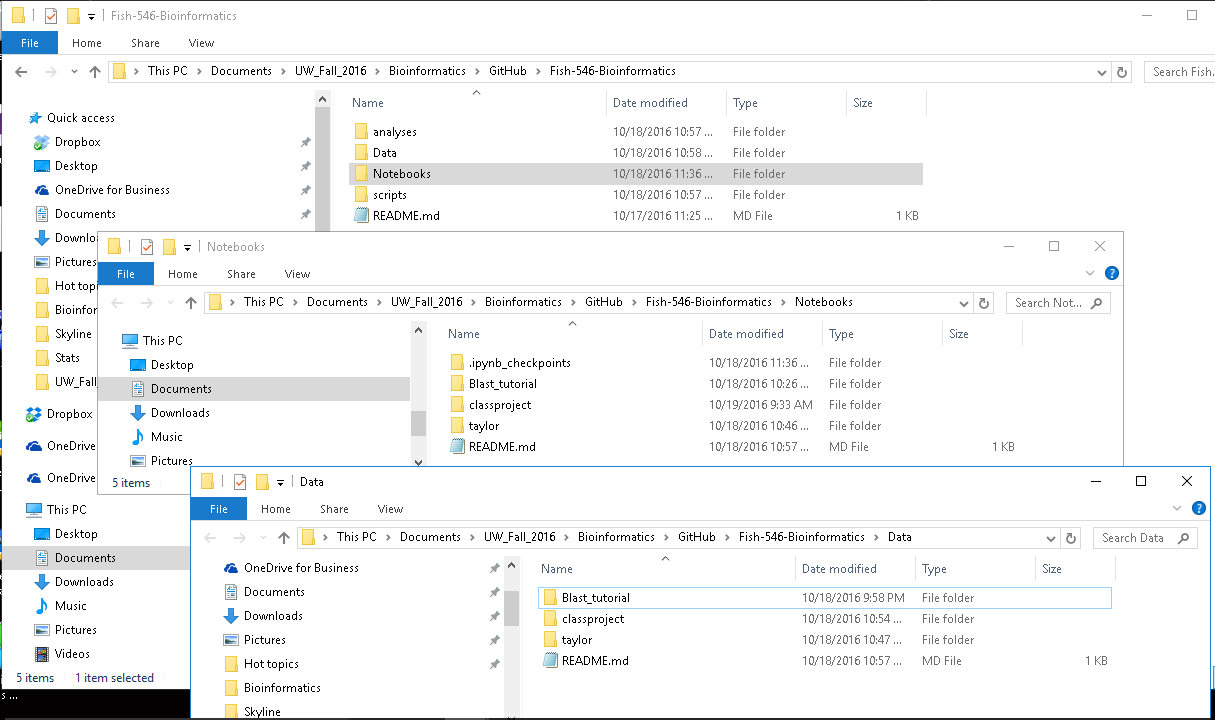 Fish-546-Bioinformatics
File Home Share View
This PC Documents UW_Fall_2016 Bioinformatics GitHub Fish-546-Bioinformatics Search Fish.
Name Date modified Type Size
Quick access
Dropbox
Desktop
OneDrive for Business
Documents
Downloa
Pictures
Hot topi
Bioinfor
Skyline
Stats
UW_Fall
Dropbox
OneDrive
OneDrive
This PC
Desktop
Documents
Downloads
Music
Pictures
Videos
analyses 10/18/2016 10:57 ... File folder
Data 10/18/2016 10:58 ... File folder
Notebooks 10/18/2016 11:36 ... File folder
scripts 10/18/2016 10:57 ... File folder
README.md 10/17/2016 11:25 ... MD File 1 KB
5 items 1 item selected
s ...
Notebooks
File Home Share View
This PC Documents UW_Fall_2016 Bioinformatics GitHub Fish-546-Bioinformatics Notebooks Search Not...
Name Date modified Type Size
This PC
Desktop
Documents
Downloads
Music
Pictures
.ipynb_checkpoints 10/18/2016 11:36 ... File folder
Blast_tutorial 10/18/2016 10:26 ... File folder
classproject 10/19/2016 9:33 AM File folder
taylor 10/18/2016 10:46 ... File folder
README.md 10/18/2016 10:57 ... MD File 1 KB
5 items
Data
File Home Share View
This PC Documents UW_Fall_2016 Bioinformatics GitHub Fish-546-Bioinformatics Data Search Data
Name Date modified Type Size
OneDrive for Business
Documents
Downloads
Pictures
Hot topics
Bioinformatics
Skyline
Blast_tutorial 10/18/2016 9:58 PM File folder
classproject 10/18/2016 10:54 ... File folder
taylor 10/18/2016 10:47 ... File folder
README.md 10/18/2016 10:57 ... MD File 1 KB